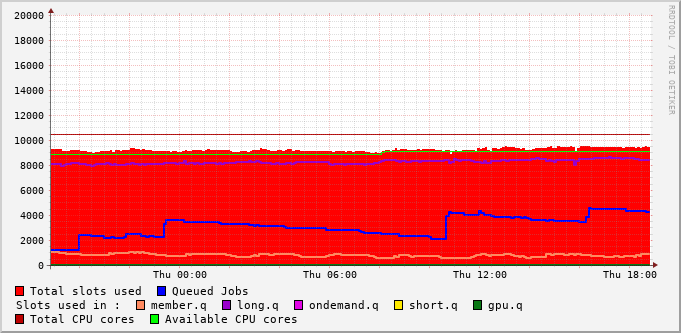 20000
18000
16000
14000
12000
10000
8000
6000
4000
2000
0
Thu 00:00 Thu 06:00 Thu 12:00 Thu 18:00
RRDTOOL / TOBI OETIKER
Total slots used Queued Jobs
Slots used in : member.q long.q ondemand.q short.q gpu.q
Total CPU cores Available CPU cores